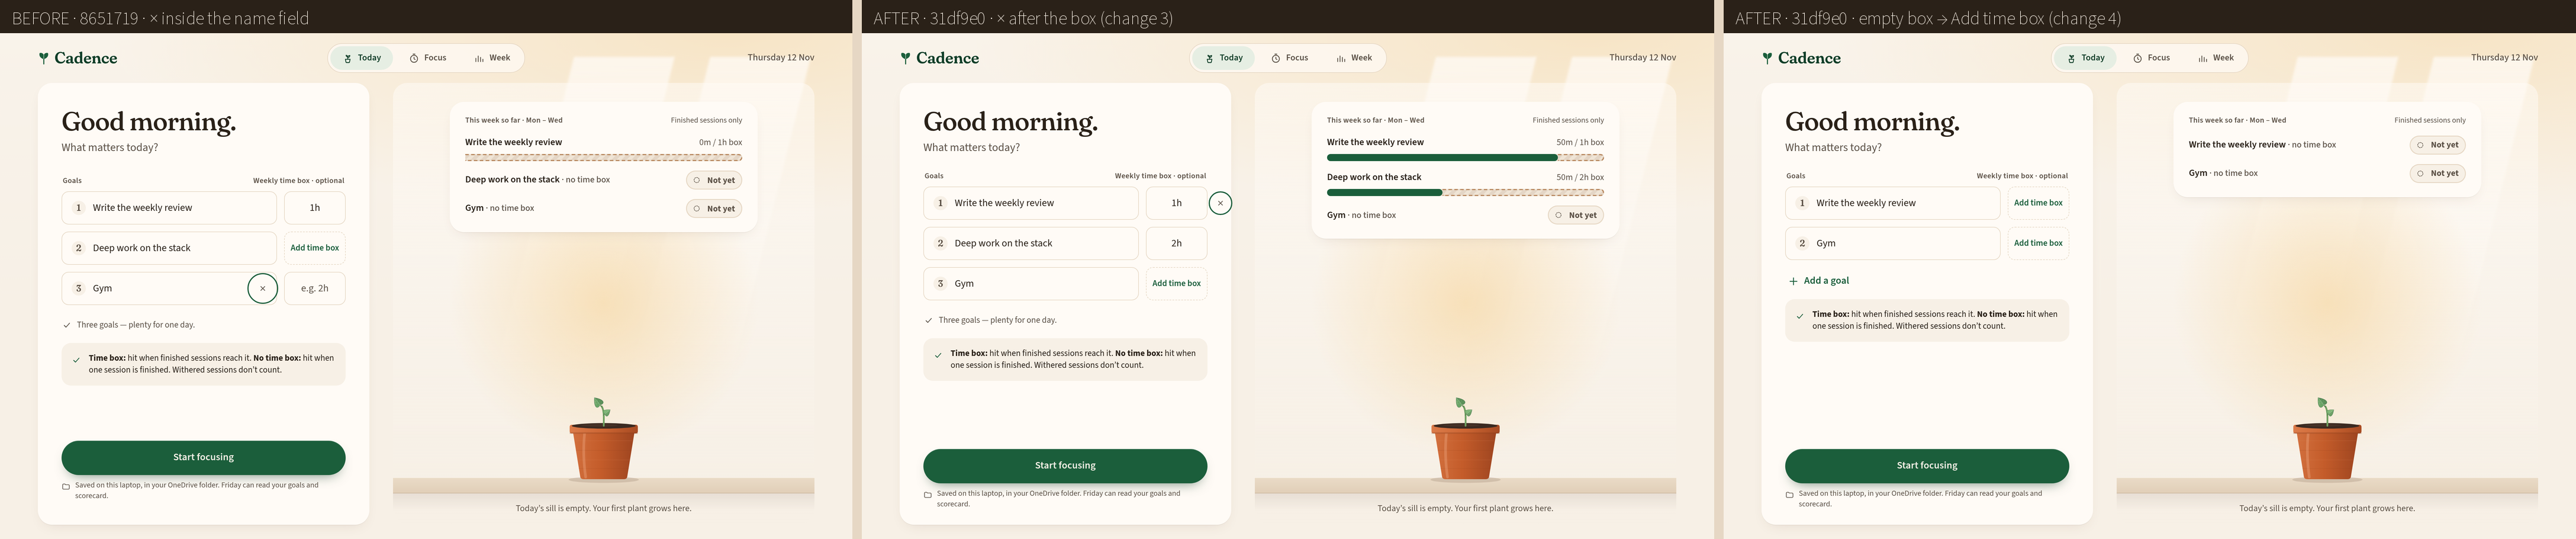 BEFORE · 8651719 · × inside the name field
Cadence
Today
Focus
Week
Thursday 12 Nov
Good morning.
What matters today?
Goals
Weekly time box · optional
1 Write the weekly review
1h
2 Deep work on the stack
Add time box
3 Gym
×
e.g. 2h
Three goals — plenty for one day.
Time box: hit when finished sessions reach it. No time box: hit when
one session is finished. Withered sessions don't count.
Start focusing
Saved on this laptop, in your OneDrive folder. Friday can read your goals and
scorecard.
This week so far · Mon – Wed
Finished sessions only
Write the weekly review
0m / 1h box
Deep work on the stack · no time box
Not yet
Gym · no time box
Not yet
Today's sill is empty. Your first plant grows here.
AFTER · 31df9e0 · × after the box (change 3)
Cadence
Today
Focus
Week
Thursday 12 Nov
Good morning.
What matters today?
Goals
Weekly time box · optional
1 Write the weekly review
1h
×
2 Deep work on the stack
2h
3 Gym
Add time box
Three goals — plenty for one day.
Time box: hit when finished sessions reach it. No time box: hit when
one session is finished. Withered sessions don't count.
Start focusing
Saved on this laptop, in your OneDrive folder. Friday can read your goals and
scorecard.
This week so far · Mon – Wed
Finished sessions only
Write the weekly review
50m / 1h box
Deep work on the stack
50m / 2h box
Gym · no time box
Not yet
Today's sill is empty. Your first plant grows here.
AFTER · 31df9e0 · empty box → Add time box (change 4)
Cadence
Today
Focus
Week
Thursday 12 Nov
Good morning.
What matters today?
Goals
Weekly time box · optional
1 Write the weekly review
Add time box
2 Gym
Add time box
+ Add a goal
Time box: hit when finished sessions reach it. No time box: hit when
one session is finished. Withered sessions don't count.
Start focusing
Saved on this laptop, in your OneDrive folder. Friday can read your goals and
scorecard.
This week so far · Mon – Wed
Finished sessions only
Write the weekly review · no time box
Not yet
Gym · no time box
Not yet
Today's sill is empty. Your first plant grows here.